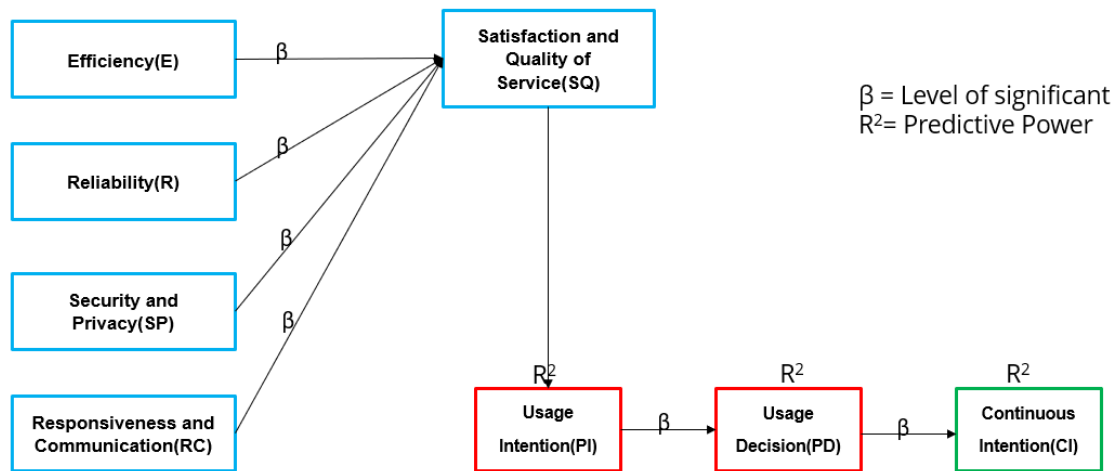 Efficiency(E)
β
Satisfaction and
Quality of
Service(SQ)
β = Level of significant
R²= Predictive Power
Reliability(R)
β
Security and
Privacy(SP)
β
Responsiveness and
Communication(RC)
β
R²
Usage
Intention(PI)
β
R²
Usage
Decision(PD)
β
R²
Continuous
Intention(CI)